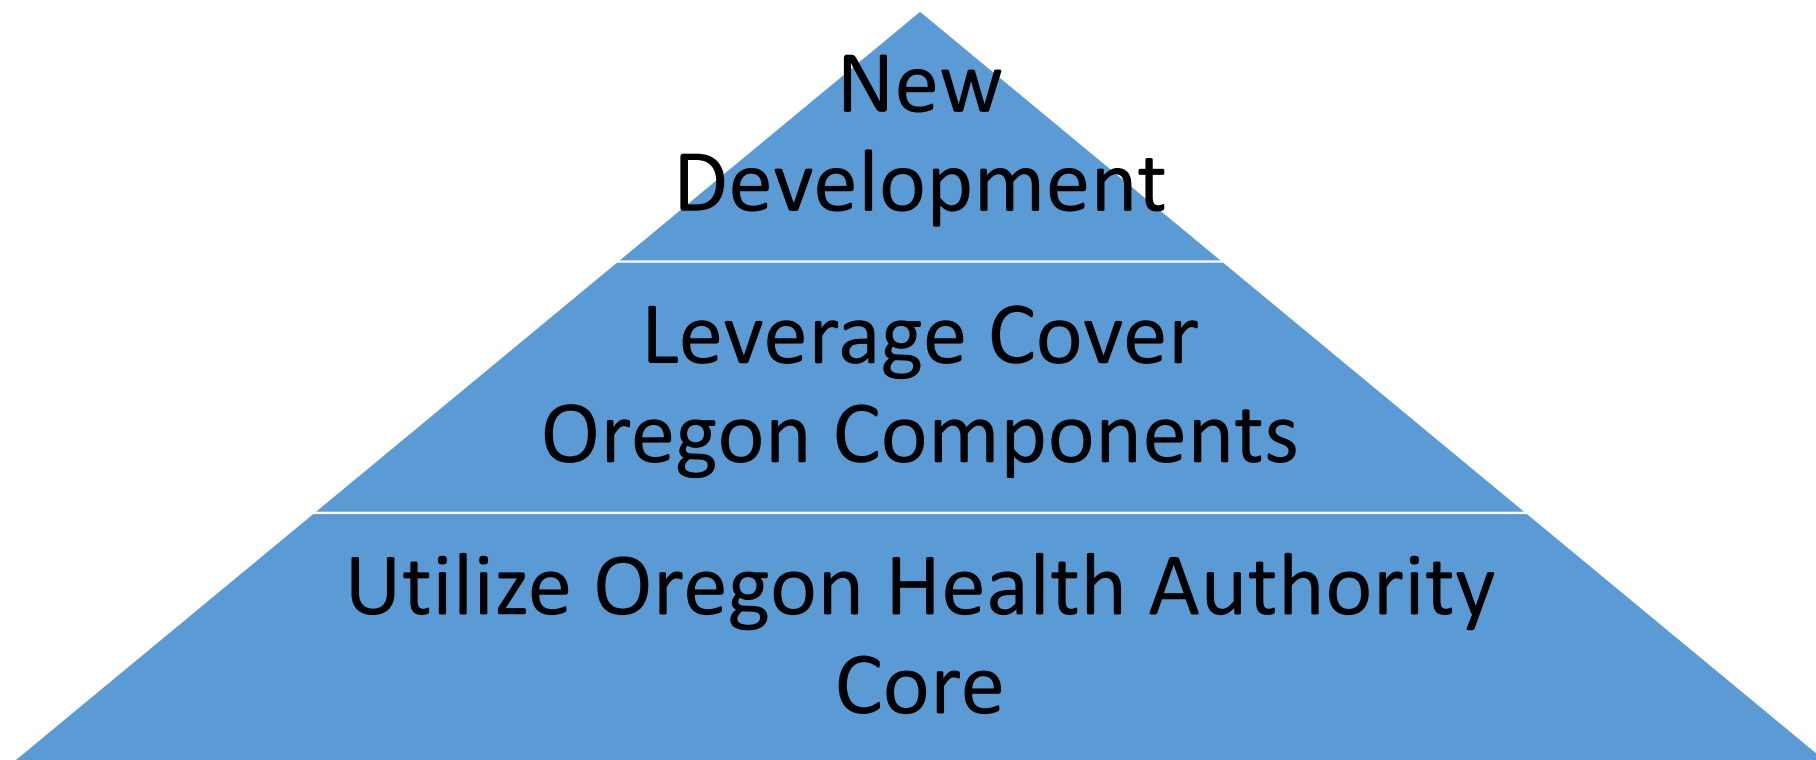 New
Development
Leverage Cover
Oregon Components
Utilize Oregon Health Authority
Core